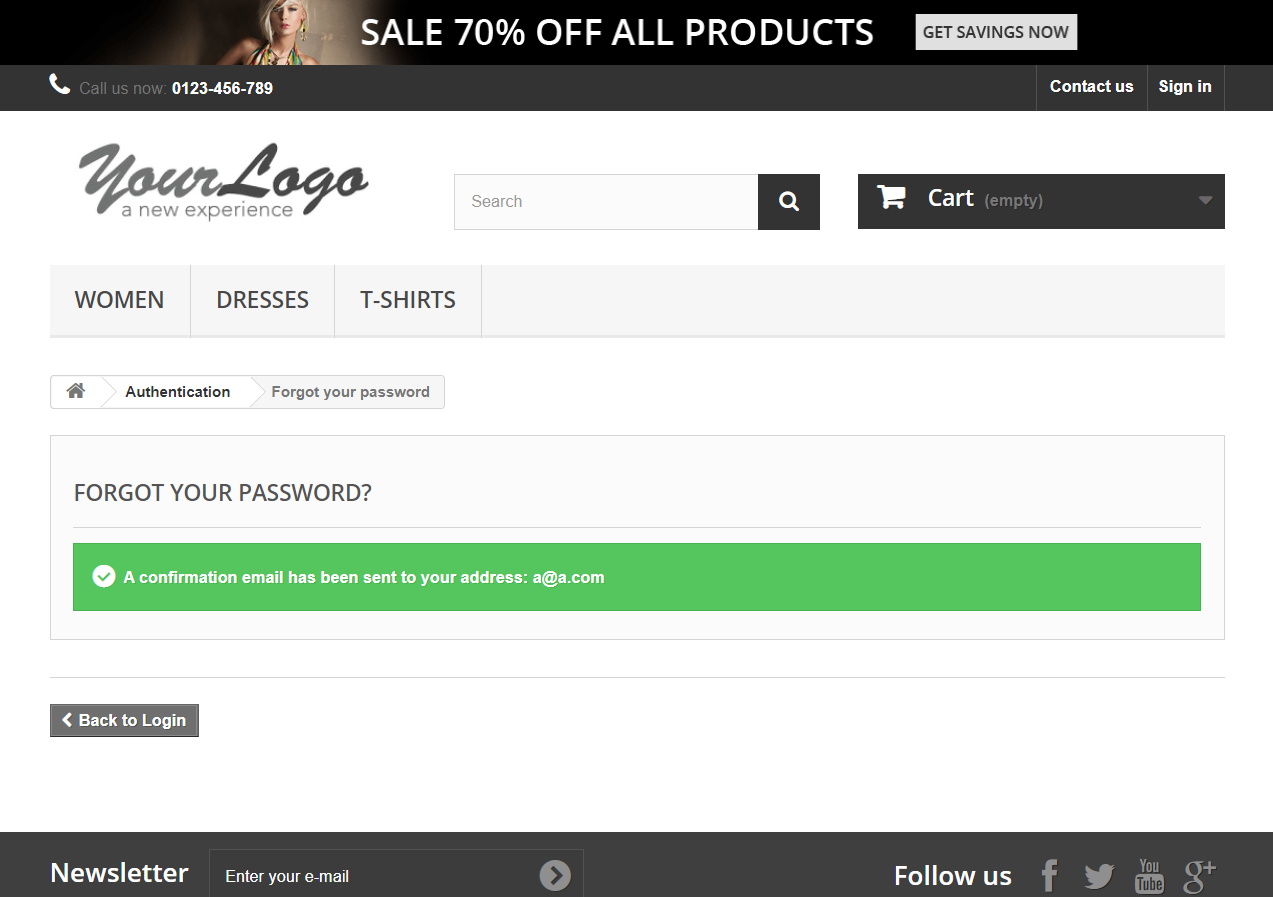 SALE 70% OFF ALL PRODUCTS GET SAVINGS NOW
Call us now: 0123-456-789 Contact us Sign in
YourLogo
a new experience
Search Cart (empty)
WOMEN DRESSES T-SHIRTS
Authentication Forgot your password
FORGOT YOUR PASSWORD?
A confirmation email has been sent to your address: a@a.com
Back to Login
Newsletter Enter your e-mail Follow us You Tube g+